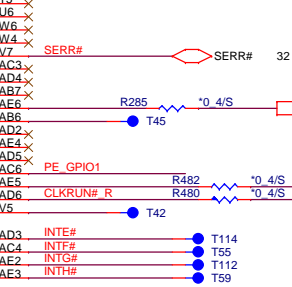 U6
W6
W4
V7 SERR# SERR# 32
AC3
AD4
AB7
AE6 R285 *0_4/S
AB6 T45
AD2
AE4
AD5
AC6 PE_GPIO1
AE5 R482 *0_4/S
AD6 CLKRUN#_R R480 *0_4/S
V5 T42
AD3 INTE# T114
AC4 INTF# T55
AE2 INTG# T112
AE3 INTH# T59